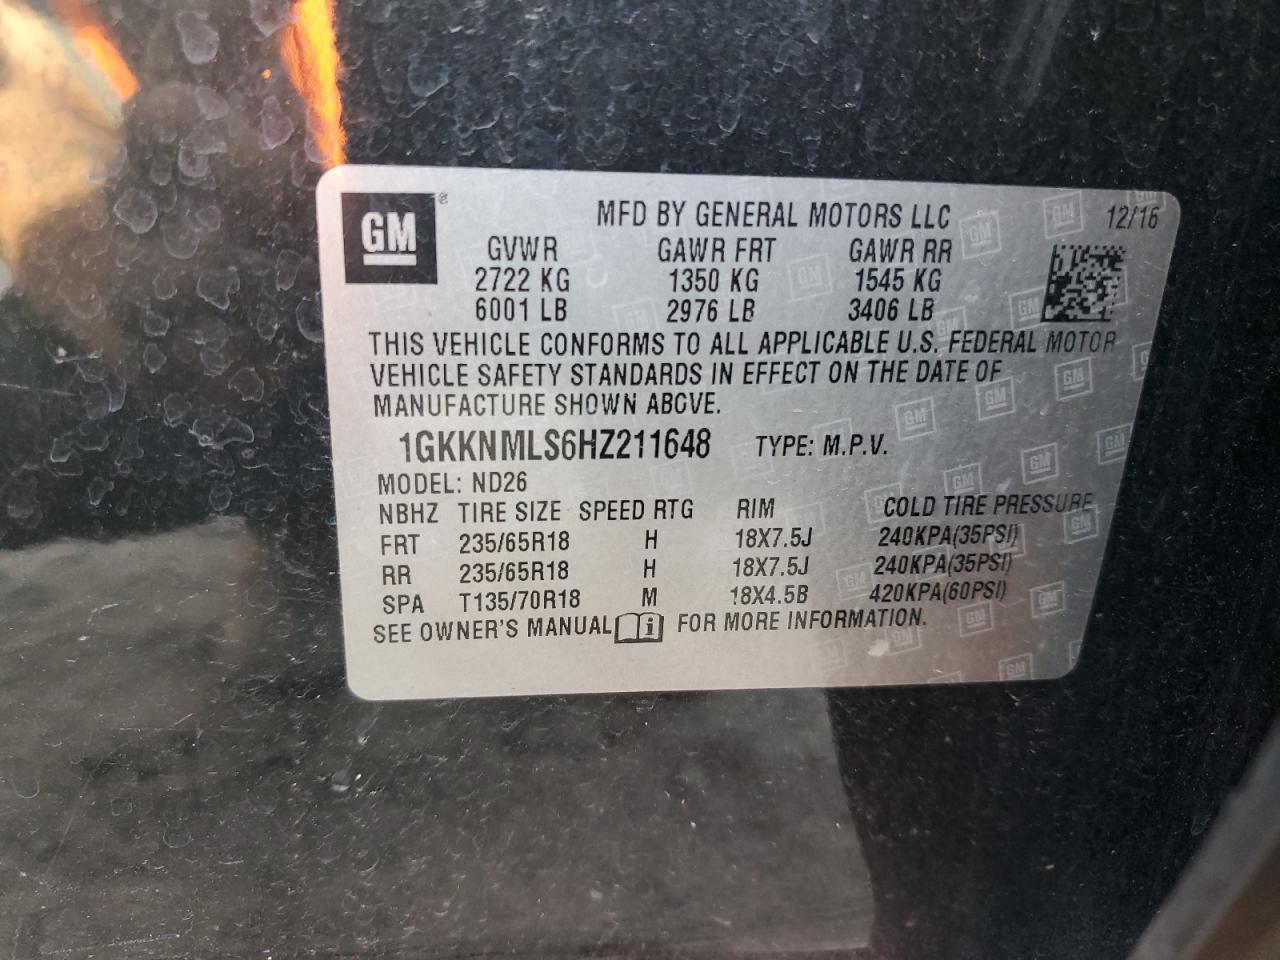 GM®
MFD BY GENERAL MOTORS LLC 12/16
GVWR GAWR FRT GAWR RR
2722 KG 1350 KG 1545 KG
6001 LB 2976 LB 3406 LB
THIS VEHICLE CONFORMS TO ALL APPLICABLE U.S. FEDERAL MOTOR
VEHICLE SAFETY STANDARDS IN EFFECT ON THE DATE OF
MANUFACTURE SHOWN ABOVE.
1GKKNMLS6HZ211648 TYPE: M.P.V.
MODEL: ND26
NBHZ TIRE SIZE SPEED RTG RIM COLD TIRE PRESSURE
FRT 235/65R18 H 18X7.5J 240KPA(35PSI)
RR 235/65R18 H 18X7.5J 240KPA(35PSI)
SPA T135/70R18 M 18X4.5B 420KPA(60PSI)
SEE OWNER'S MANUAL i FOR MORE INFORMATION.